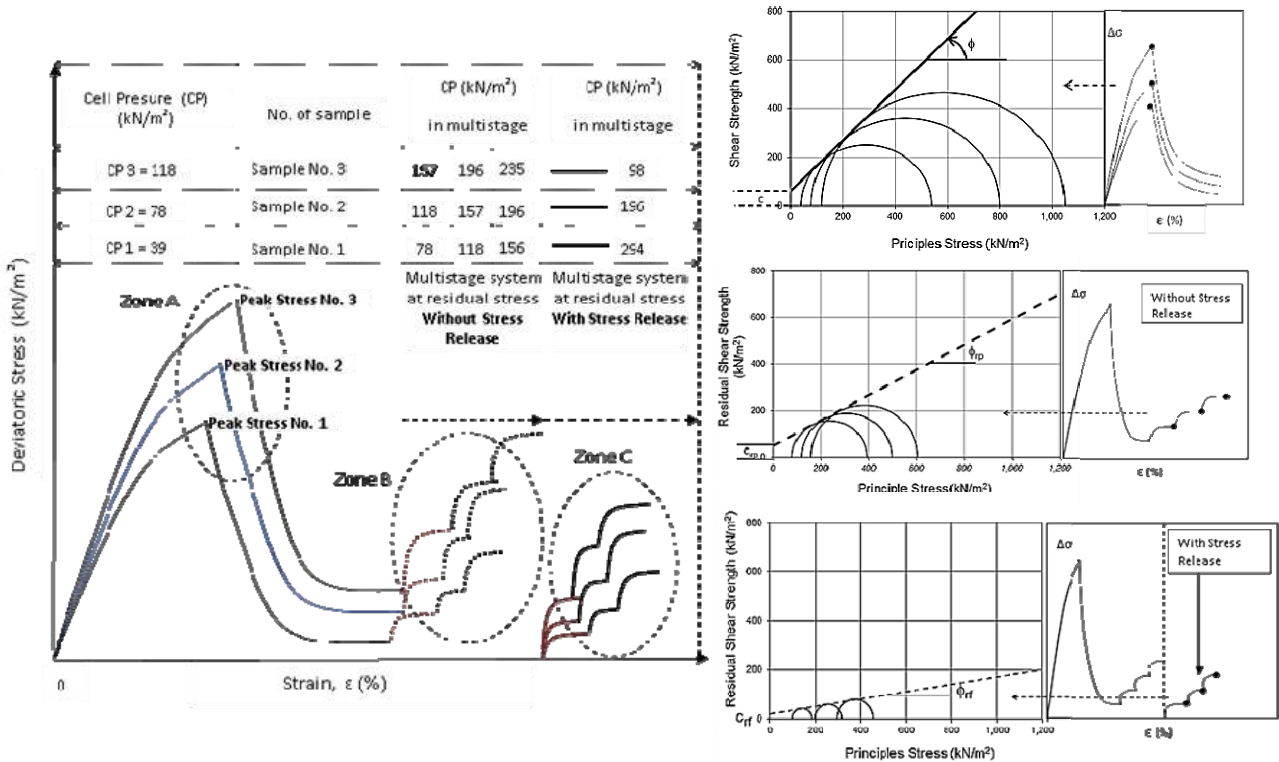 Deviatoric Stress (kN/m²)
Cell Presure (CP)
(kN/m²)
No. of sample
CP (kN/m²)
in multistage
CP (kN/m²)
in multistage
CP 3 = 118
Sample No. 3
157 196 235
98
CP 2 = 78
Sample No. 2
118 157 196
196
CP 1 = 39
Sample No. 1
78 118 156
294
Multistage system
at residual stress
Without Stress
Release
Multistage system
at residual stress
With Stress Release
Zone A
Peak Stress No. 3
Peak Stress No. 2
Peak Stress No. 1
Zone B
Zone C
0
Strain, ε (%)
Shear Strength (kN/m²)
800
600
400
200
0
c
ϕ
0 200 400 600 800 1,000 1,200
Priciples Stress (kN/m²)
Δσ
ε (%)
Residual Shear Strength
(kN/m²)
800
600
400
200
0
ϕrp
0 200 400 600 800 1,000 1,200
Principle Stress(kN/m²)
Δσ
Without Stress
Release
ε (%)
Residual Shear Strength (kN/m²)
800
600
400
200
0
Crf
ϕrf
0 200 400 600 800 1,000 1,200
Principles Stress (kN/m²)
Δσ
With Stress
Release
ε (%)